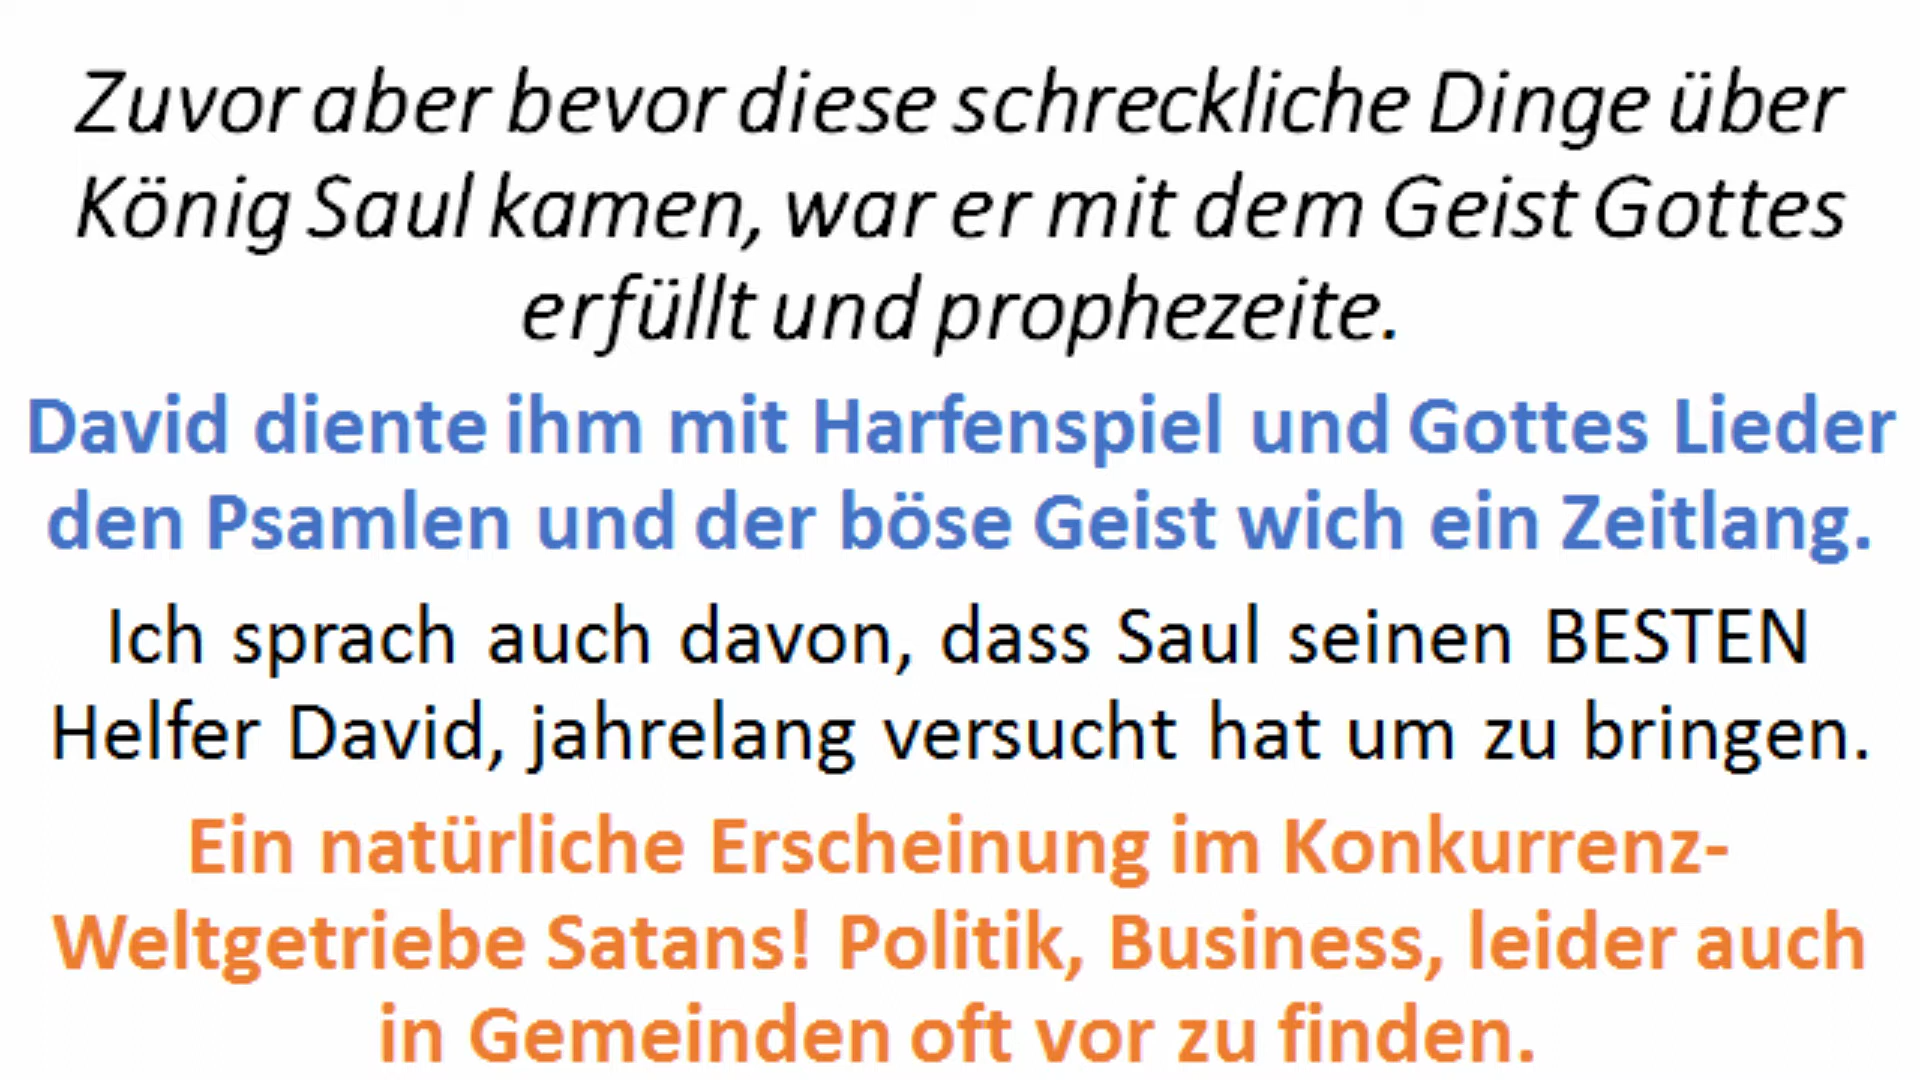 Zuvor aber bevor diese schreckliche Dinge über
König Saul kamen, war er mit dem Geist Gottes
erfüllt und prophezeite.
David diente ihm mit Harfenspiel und Gottes Lieder
den Psamlen und der böse Geist wich ein Zeitlang.
Ich sprach auch davon, dass Saul seinen BESTEN
Helfer David, jahrelang versucht hat um zu bringen.
Ein natürliche Erscheinung im Konkurrenz-
Weltgetriebe Satans! Politik, Business, leider auch
in Gemeinden oft vor zu finden.